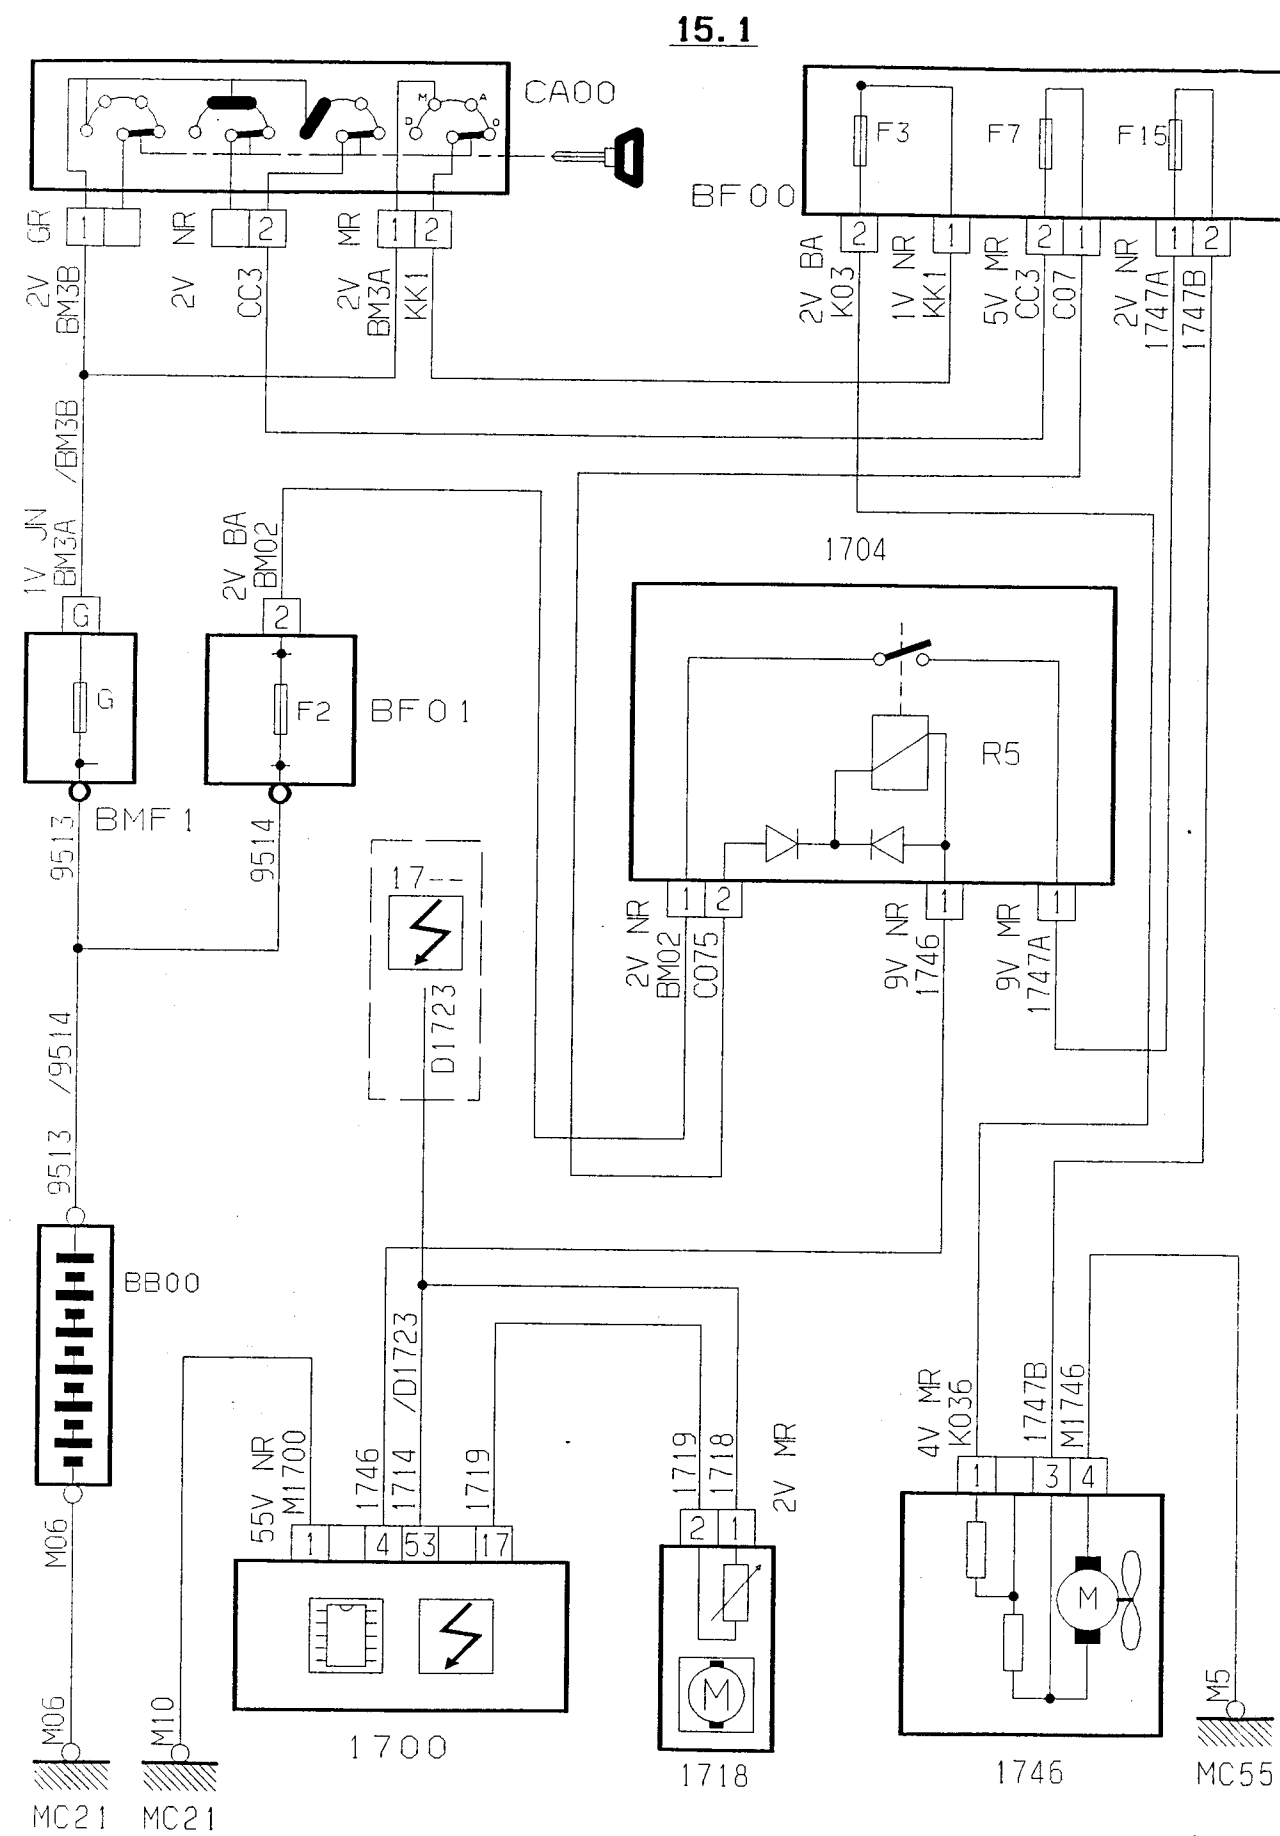 15.1
CA00
M A
D O
F3 F7 F15
BF00
GR 1
NR 2
MR 1 2
2 1 2 1 1 2
2V BM3B
2V CC3
2V BM3A KK1
2V BA K03
1V NR KK1
5V MR CC3 C07
2V NR 1747A 1747B
1V JN BM3A /BM3B
2V BA BM02
1704
G
2
G
F2
BF01
R5
BMF1
9513
9514
17--
1 2 1 1
2V NR BM02 C075
9V NR 1746
9V MR 1747A
D1723
9513 /9514
BB00
55V NR M1700
1746
1714 /D1723
1719
1719
1718
2V MR
4V MR K036
1747B
M1746
1 4 53 17
2 1
1 3 4
M06
M
M
M06
M10
M5
1700
1718
1746
MC55
MC21
MC21